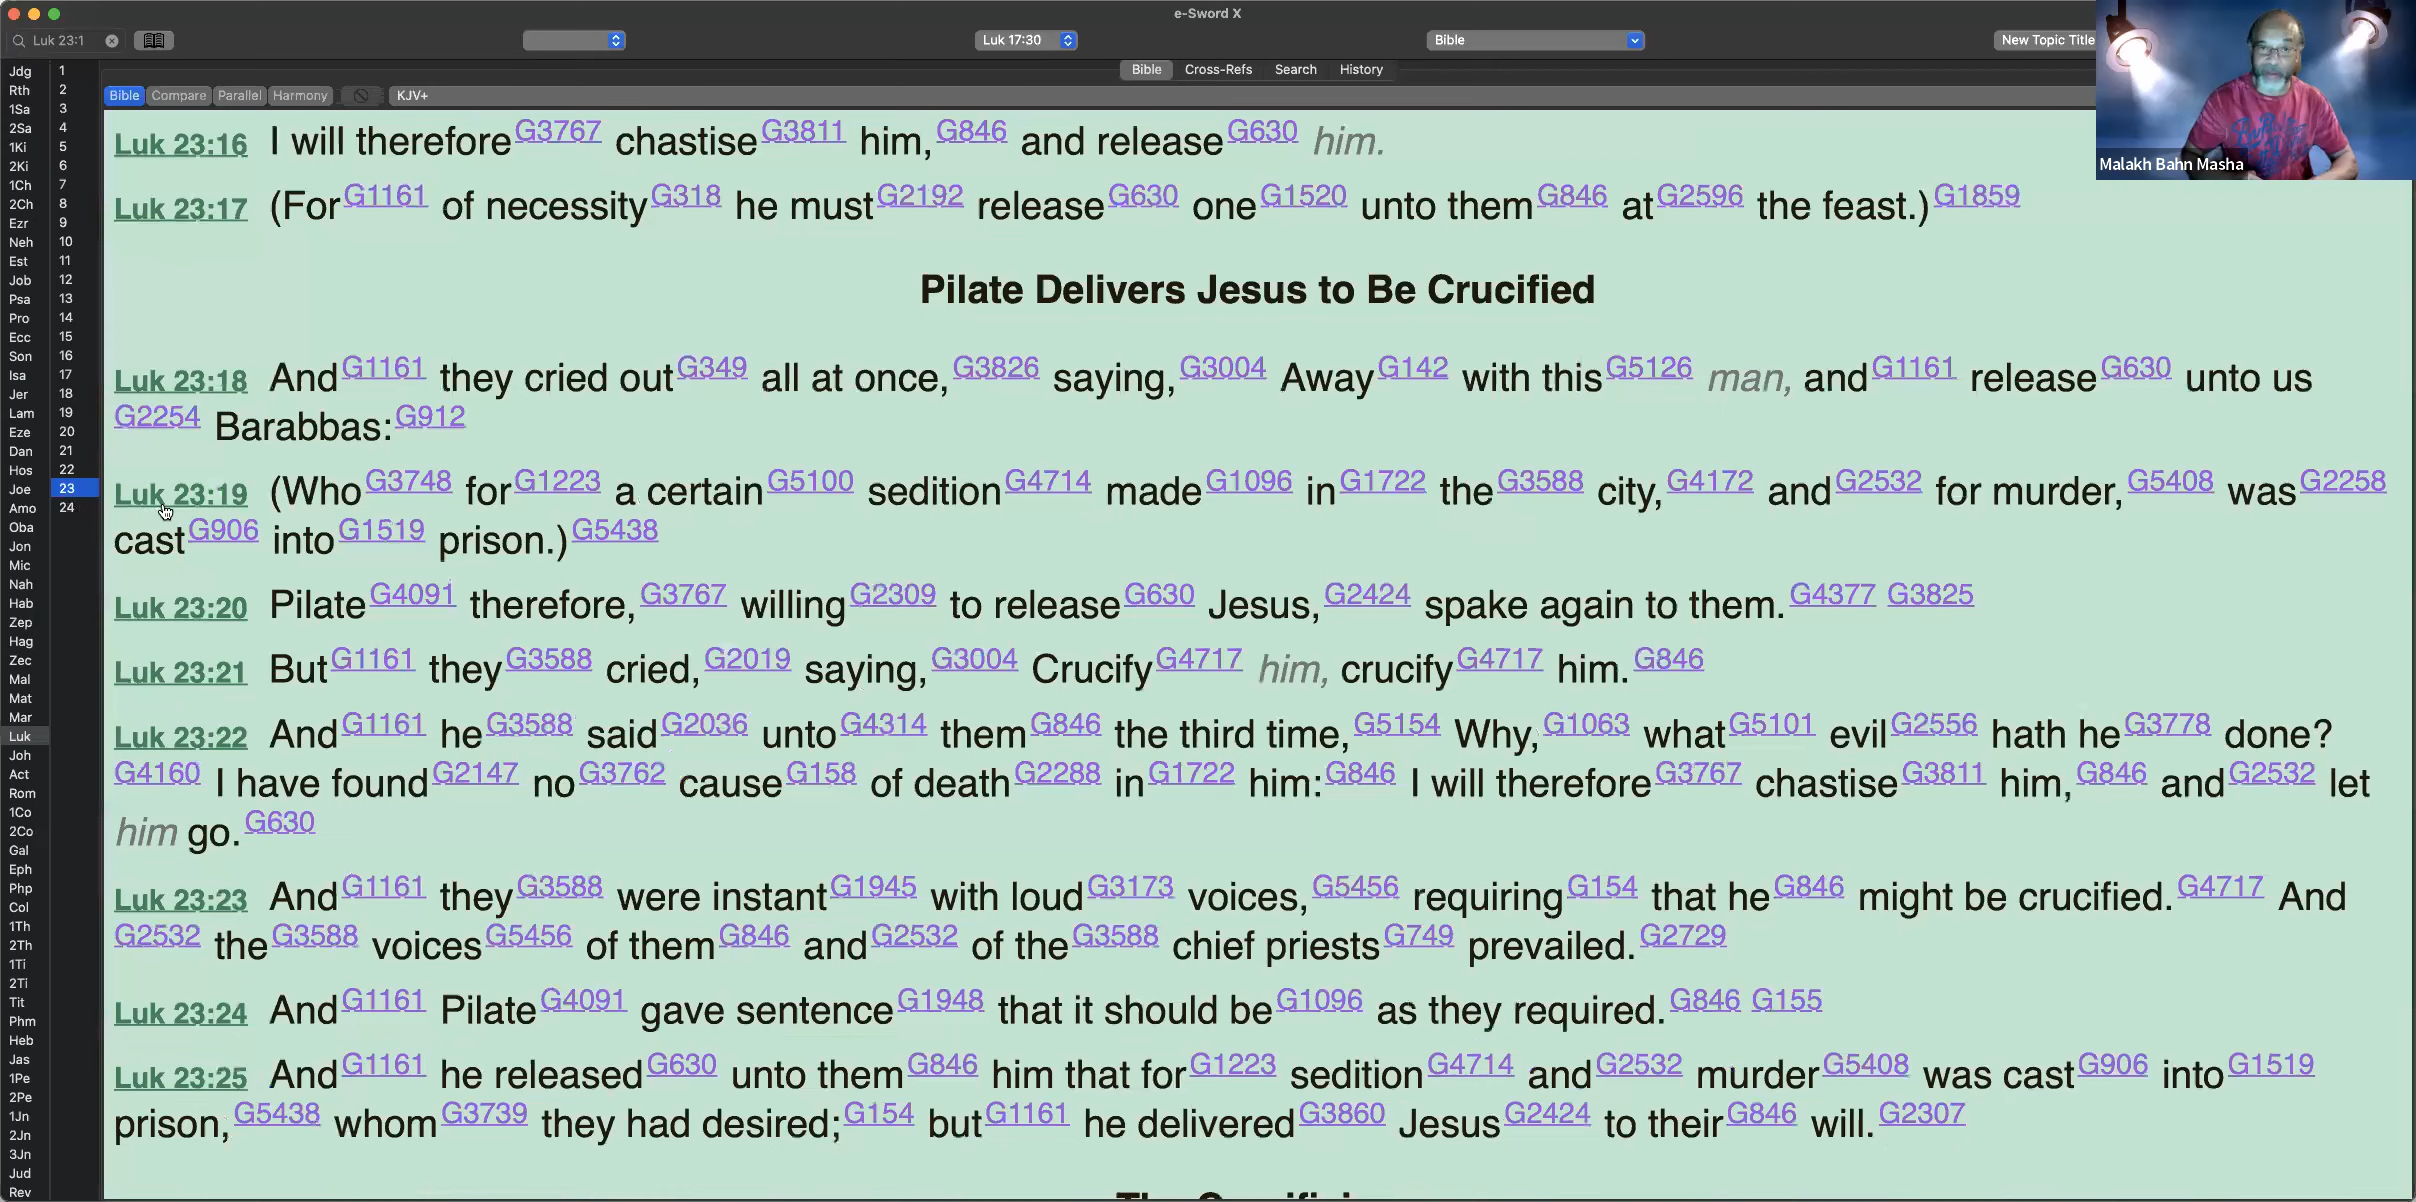 e-Sword X
Luk 23:1
Luk 17:30
Bible
New Topic Title
Bible Cross-Refs Search History
Bible Compare Parallel Harmony KJV+
Malakh Bahn Masha
Jdg 1
Rth 2
1Sa 3
2Sa 4
1Ki 5
2Ki 6
1Ch 7
2Ch 8
Ezr 9
Neh 10
Est 11
Job 12
Psa 13
Pro 14
Ecc 15
Son 16
Isa 17
Jer 18
Lam 19
Eze 20
Dan 21
Hos 22
Joe 23
Amo 24
Oba
Jon
Mic
Nah
Hab
Zep
Hag
Zec
Mal
Mat
Mar
Luk
Joh
Act
Rom
1Co
2Co
Gal
Eph
Php
Col
1Th
2Th
1Ti
2Ti
Tit
Phm
Heb
Jas
1Pe
2Pe
1Jn
2Jn
3Jn
Jud
Rev
Luk 23:16 I will therefore G3767 chastise G3811 him, G846 and release G630 him.
Luk 23:17 (For G1161 of necessity G318 he must G2192 release G630 one G1520 unto them G846 at G2596 the feast.) G1859
Pilate Delivers Jesus to Be Crucified
Luk 23:18 And G1161 they cried out G349 all at once, G3826 saying, G3004 Away G142 with this G5126 man, and G1161 release G630 unto us
G2254 Barabbas: G912
Luk 23:19 (Who G3748 for G1223 a certain G5100 sedition G4714 made G1096 in G1722 the G3588 city, G4172 and G2532 for murder, G5408 was G2258
cast G906 into G1519 prison.) G5438
Luk 23:20 Pilate G4091 therefore, G3767 willing G2309 to release G630 Jesus, G2424 spake again to them. G4377 G3825
Luk 23:21 But G1161 they G3588 cried, G2019 saying, G3004 Crucify G4717 him, crucify G4717 him. G846
Luk 23:22 And G1161 he G3588 said G2036 unto G4314 them G846 the third time, G5154 Why, G1063 what G5101 evil G2556 hath he G3778 done?
G4160 I have found G2147 no G3762 cause G158 of death G2288 in G1722 him: G846 I will therefore G3767 chastise G3811 him, G846 and G2532 let
him go. G630
Luk 23:23 And G1161 they G3588 were instant G1945 with loud G3173 voices, G5456 requiring G154 that he G846 might be crucified. G4717 And
G2532 the G3588 voices G5456 of them G846 and G2532 of the G3588 chief priests G749 prevailed. G2729
Luk 23:24 And G1161 Pilate G4091 gave sentence G1948 that it should be G1096 as they required. G846 G155
Luk 23:25 And G1161 he released G630 unto them G846 him that for G1223 sedition G4714 and G2532 murder G5408 was cast G906 into G1519
prison, G5438 whom G3739 they had desired; G154 but G1161 he delivered G3860 Jesus G2424 to their G846 will. G2307